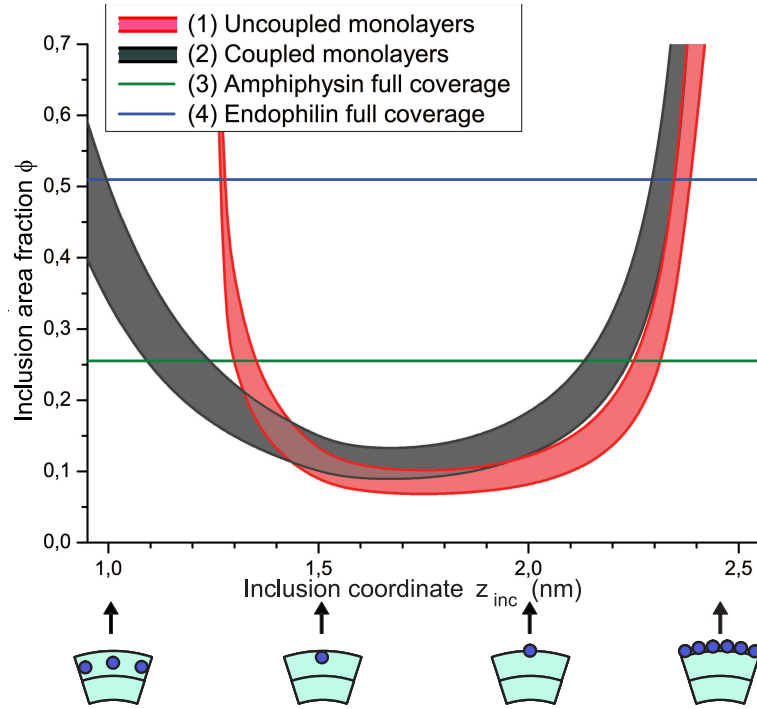 (1) Uncoupled monolayers
(2) Coupled monolayers
(3) Amphiphysin full coverage
(4) Endophilin full coverage
Inclusion area fraction ϕ
0,7
0,6
0,5
0,4
0,3
0,2
0,1
0,0
1,0 1,5 2,0 2,5
Inclusion coordinate z inc (nm)